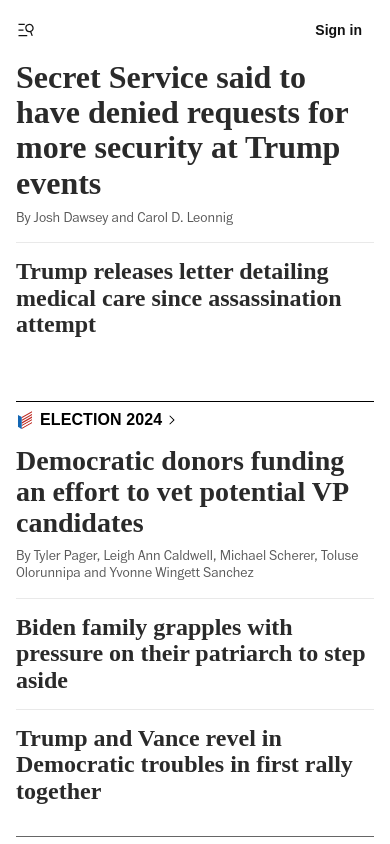 Sign in
Secret Service said to
have denied requests for
more security at Trump
events
By Josh Dawsey and Carol D. Leonnig
Trump releases letter detailing
medical care since assassination
attempt
ELECTION 2024
Democratic donors funding
an effort to vet potential VP
candidates
By Tyler Pager, Leigh Ann Caldwell, Michael Scherer, Toluse
Olorunnipa and Yvonne Wingett Sanchez
Biden family grapples with
pressure on their patriarch to step
aside
Trump and Vance revel in
Democratic troubles in first rally
together